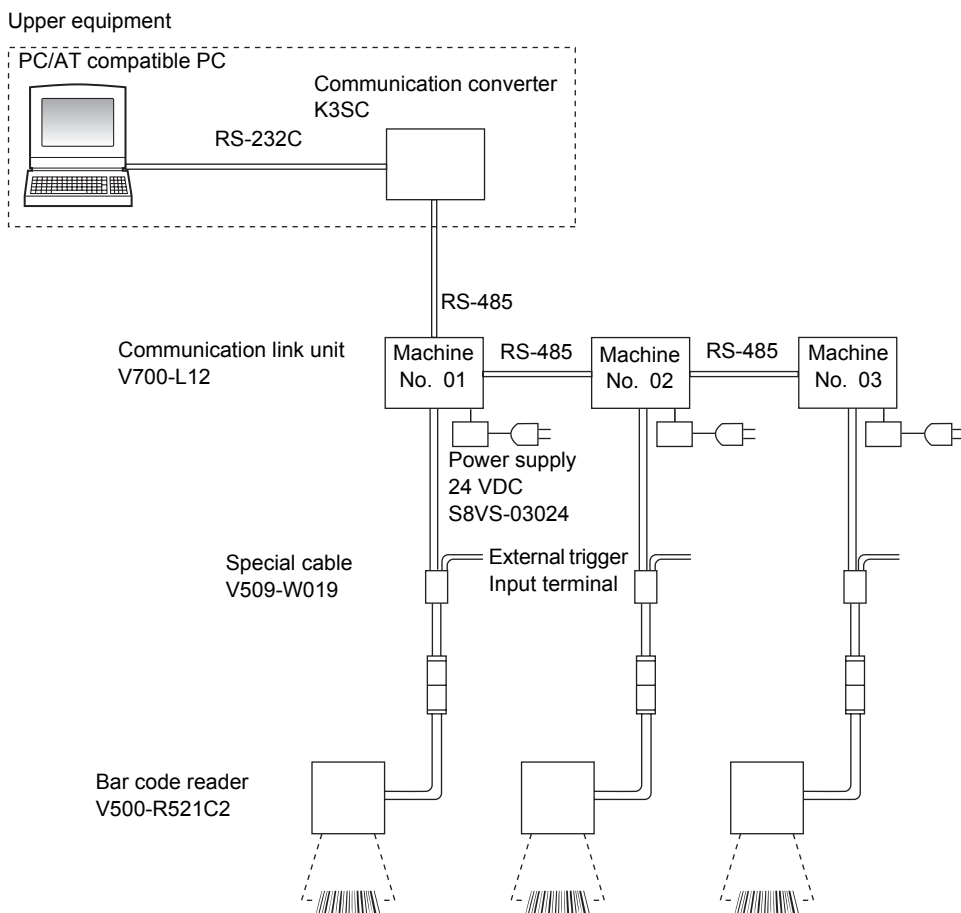 Upper equipment
PC/AT compatible PC
Communication converter
K3SC
RS-232C
RS-485
Communication link unit
V700-L12
Machine
No. 01
RS-485
Machine
No. 02
RS-485
Machine
No. 03
Power supply
24 VDC
S8VS-03024
Special cable
V509-W019
External trigger
Input terminal
Bar code reader
V500-R521C2